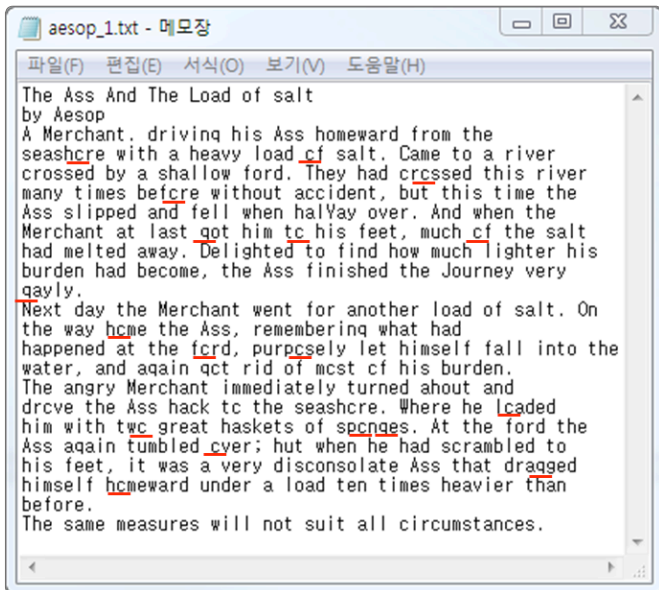 aesop_1.txt - 메모장
파일(F) 편집(E) 서식(O) 보기(V) 도움말(H)
The Ass And The Load of salt
by Aesop
A Merchant. drivinq his Ass homeward from the
seashcre with a heavy load cf salt. Came to a river
crossed by a shallow ford. They had crcssed this river
many times befcre without accident, but this time the
Ass slipped and fell when halYay over. And when the
Merchant at last qot him tc his feet, much cf the salt
had melted away. Delighted to find how much lighter his
burden had become, the Ass finished the Journey very
qayly.
Next day the Merchant went for another load of salt. On
the way hcme the Ass, rememberinq what had
happened at the fcrd, purpcsely let himself fall into the
water, and aqain qct rid of mcst cf his burden.
The angry Merchant immediately turned ahout and
drcve the Ass hack tc the seashcre. Where he lcaded
him with twc great haskets of spcnqes. At the ford the
Ass aqain tumbled cyer; hut when he had scrambled to
his feet, it was a very disconsolate Ass that draqqed
himself hcmeward under a load ten times heavier than
before.
The same measures will not suit all circumstances.